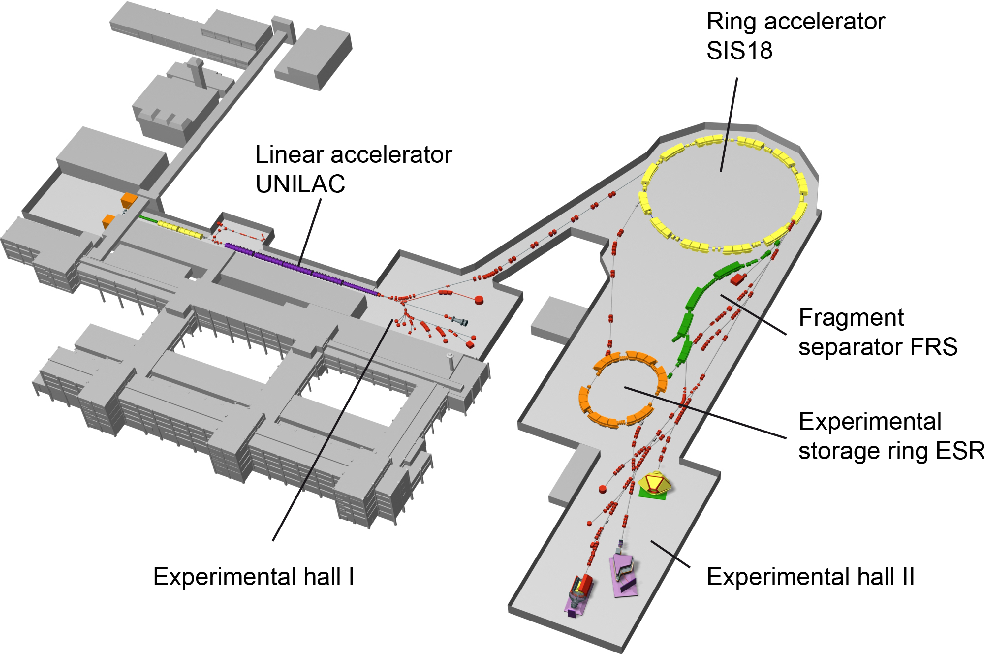 Ring accelerator
SIS18
Linear accelerator
UNILAC
Fragment
separator FRS
Experimental
storage ring ESR
Experimental hall I
Experimental hall II